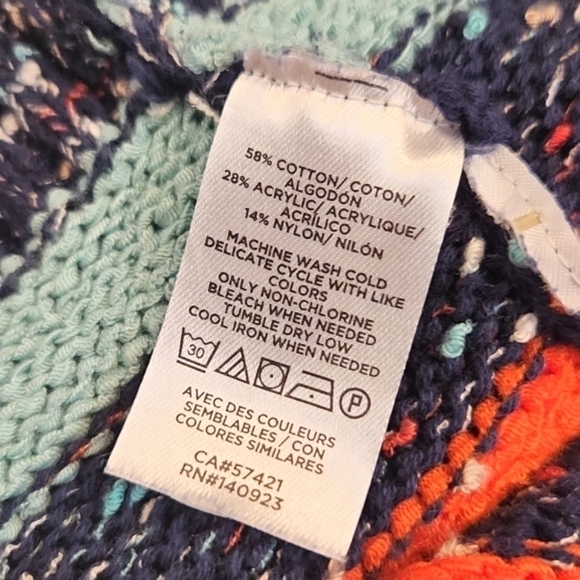 58% COTTON/ COTON/
ALGODÓN
28% ACRYLIC/ ACRYLIQUE/
ACRÍLICO
14% NYLON/ NILÓN
MACHINE WASH COLD
DELICATE CYCLE WITH LIKE
COLORS
ONLY NON-CHLORINE
BLEACH WHEN NEEDED
TUMBLE DRY LOW
COOL IRON WHEN NEEDED
30 P
AVEC DES COULEURS
SEMBLABLES / CON
COLORES SIMILARES
CA#57421
RN#140923